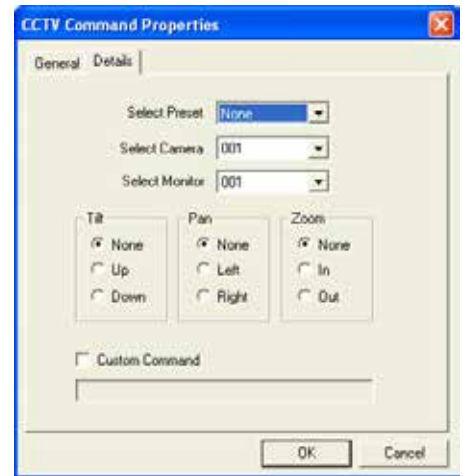 CCTV Command Properties
General Details
Select Preset None
Select Camera 001
Select Monitor 001
Tilt Pan Zoom
None None None
Up Left In
Down Right Out
Custom Command
OK Cancel